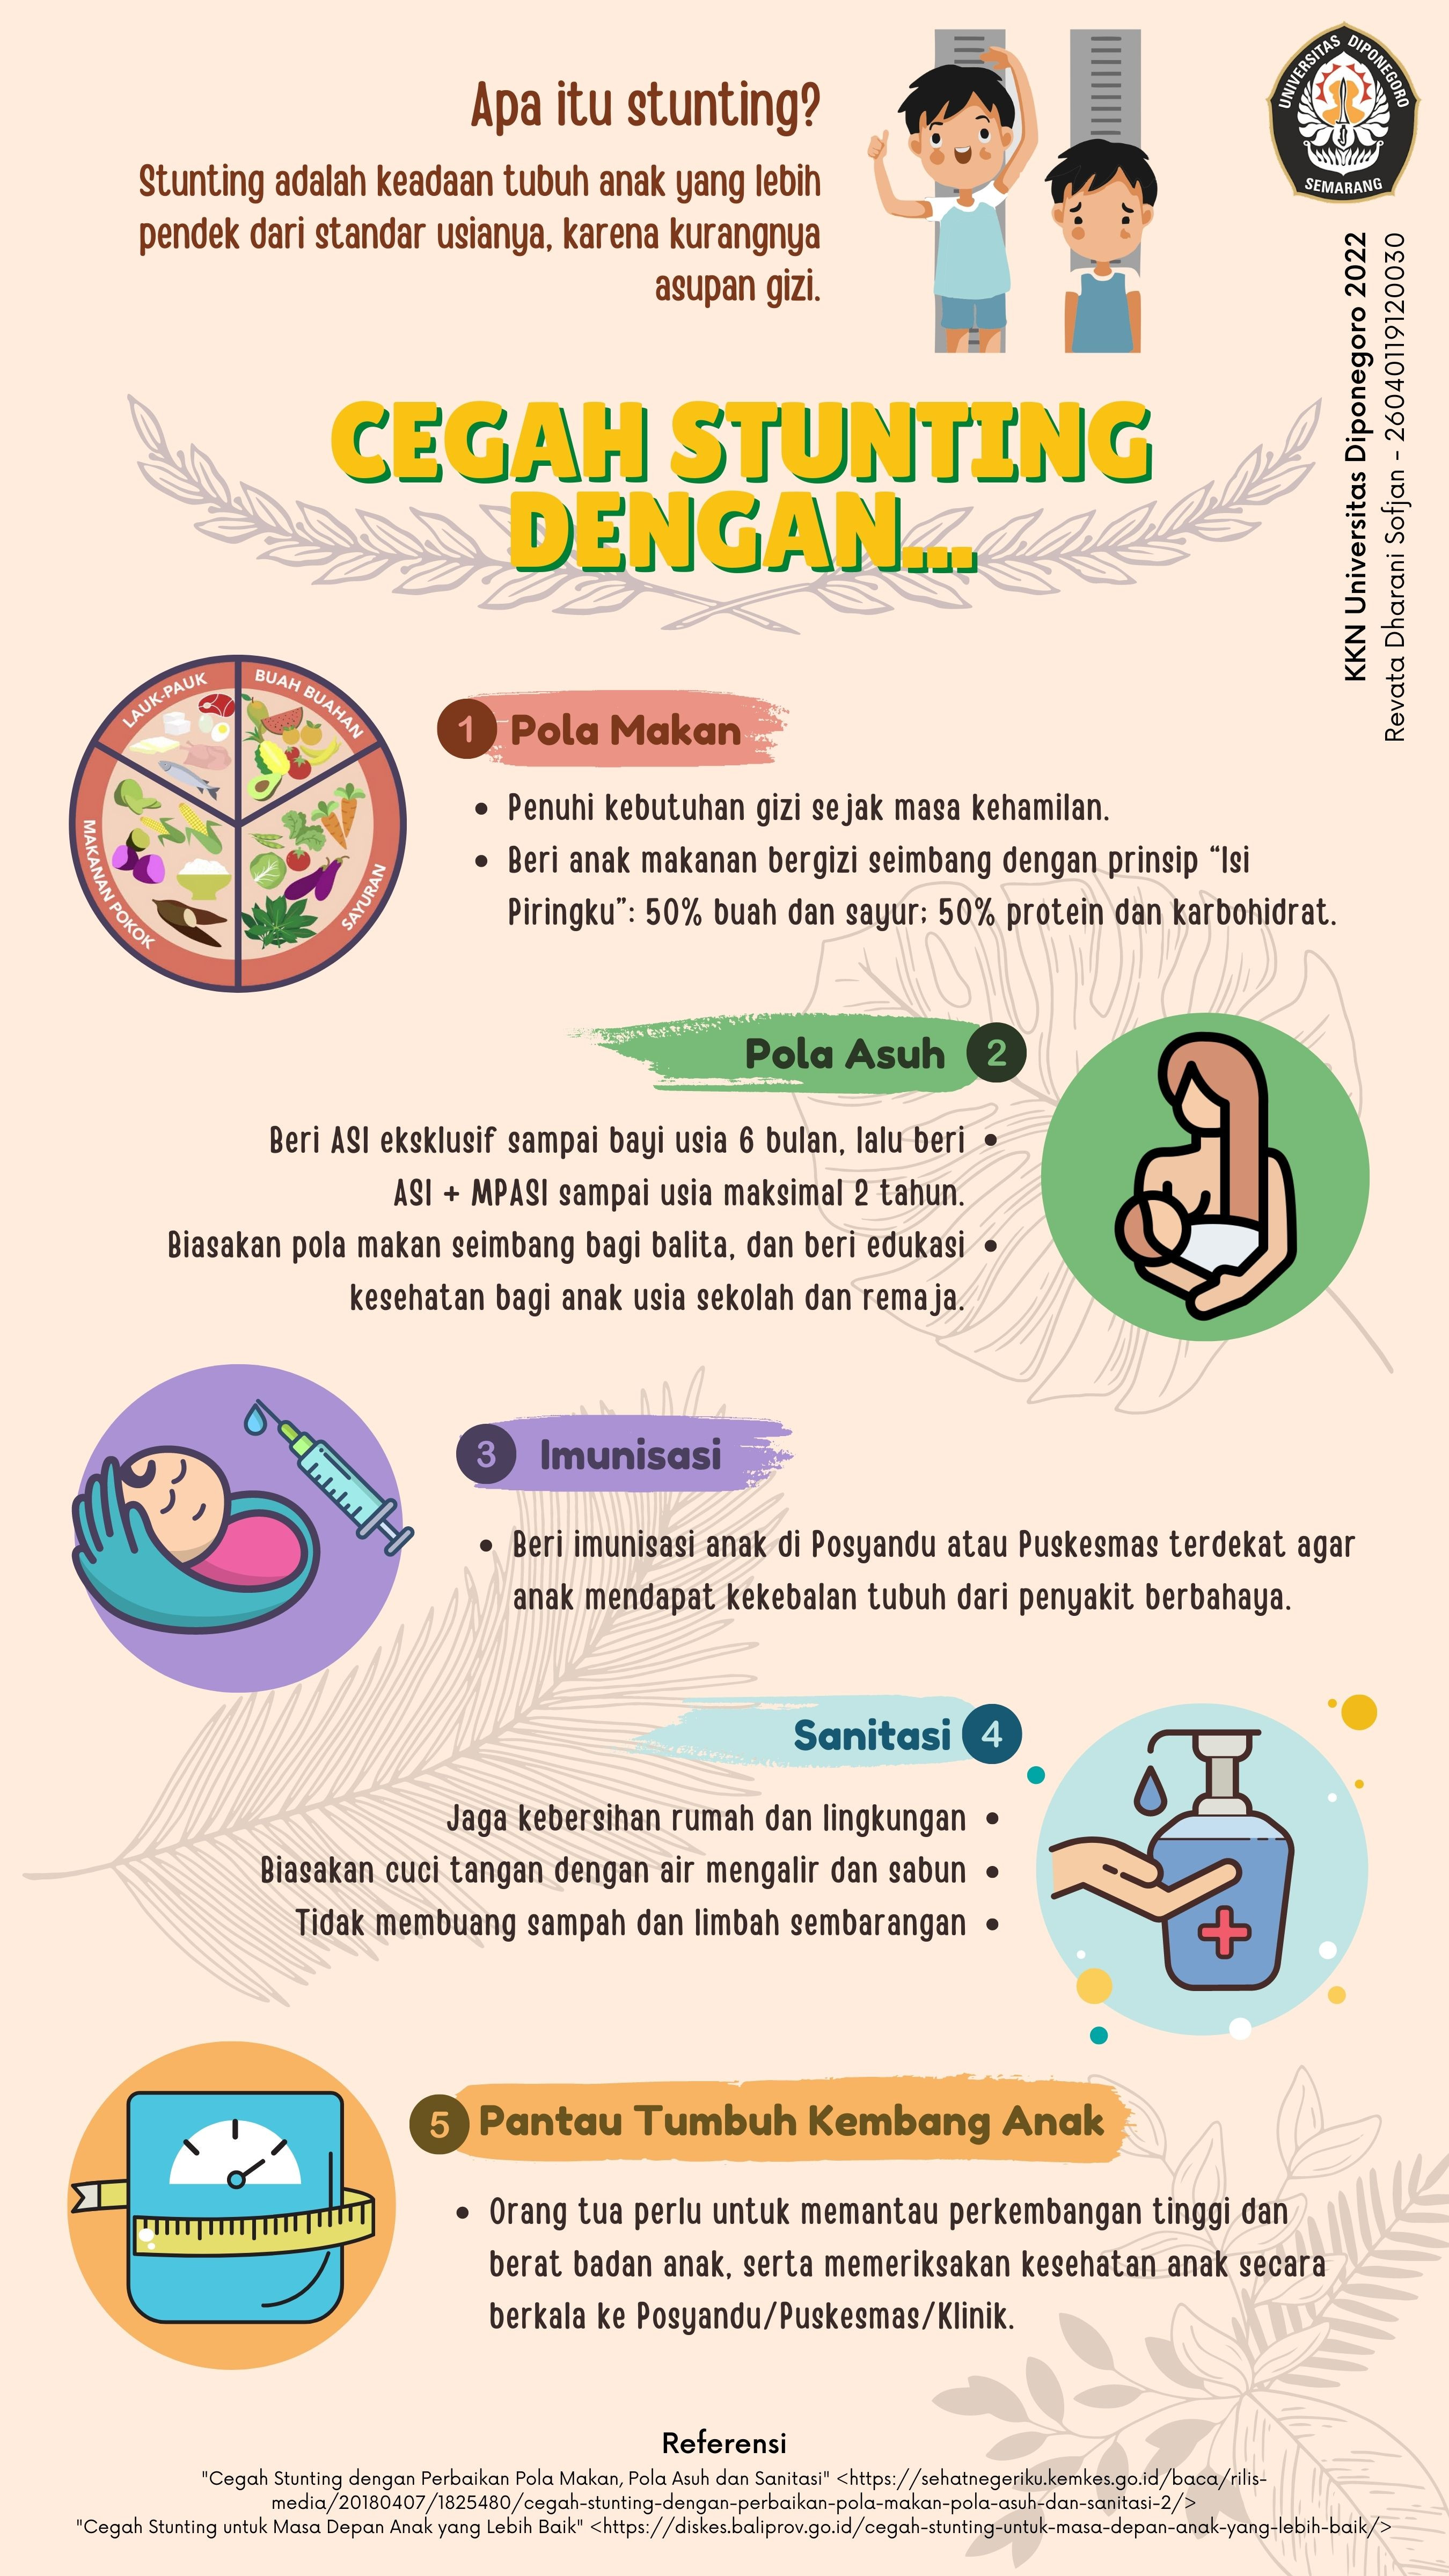 Apa itu stunting?
Stunting adalah keadaan tubuh anak yang lebih
pendek dari standar usianya, karena kurangnya
asupan gizi.
UNIVERSITAS DIPONEGORO
SEMARANG
KKN Universitas Diponegoro 2022
Revata Dharani Sofjan - 26040119120030
CEGAH STUNTING
DENGAN...
LAUK-PAUK
BUAH BUAHAN
MAKANAN POKOK
SAYURAN
1 Pola Makan
• Penuhi kebutuhan gizi sejak masa kehamilan.
• Beri anak makanan bergizi seimbang dengan prinsip “Isi
Piringku”: 50% buah dan sayur; 50% protein dan karbohidrat.
Pola Asuh 2
Beri ASI eksklusif sampai bayi usia 6 bulan, lalu beri •
ASI + MPASI sampai usia maksimal 2 tahun.
Biasakan pola makan seimbang bagi balita, dan beri edukasi •
kesehatan bagi anak usia sekolah dan remaja.
3 Imunisasi
• Beri imunisasi anak di Posyandu atau Puskesmas terdekat agar
anak mendapat kekebalan tubuh dari penyakit berbahaya.
Sanitasi 4
Jaga kebersihan rumah dan lingkungan •
Biasakan cuci tangan dengan air mengalir dan sabun •
Tidak membuang sampah dan limbah sembarangan •
5 Pantau Tumbuh Kembang Anak
• Orang tua perlu untuk memantau perkembangan tinggi dan
berat badan anak, serta memeriksakan kesehatan anak secara
berkala ke Posyandu/Puskesmas/Klinik.
Referensi
"Cegah Stunting dengan Perbaikan Pola Makan, Pola Asuh dan Sanitasi" <https://sehatnegeriku.kemkes.go.id/baca/rilis-
media/20180407/1825480/cegah-stunting-dengan-perbaikan-pola-makan-pola-asuh-dan-sanitasi-2/>
"Cegah Stunting untuk Masa Depan Anak yang Lebih Baik" <https://diskes.baliprov.go.id/cegah-stunting-untuk-masa-depan-anak-yang-lebih-baik/>